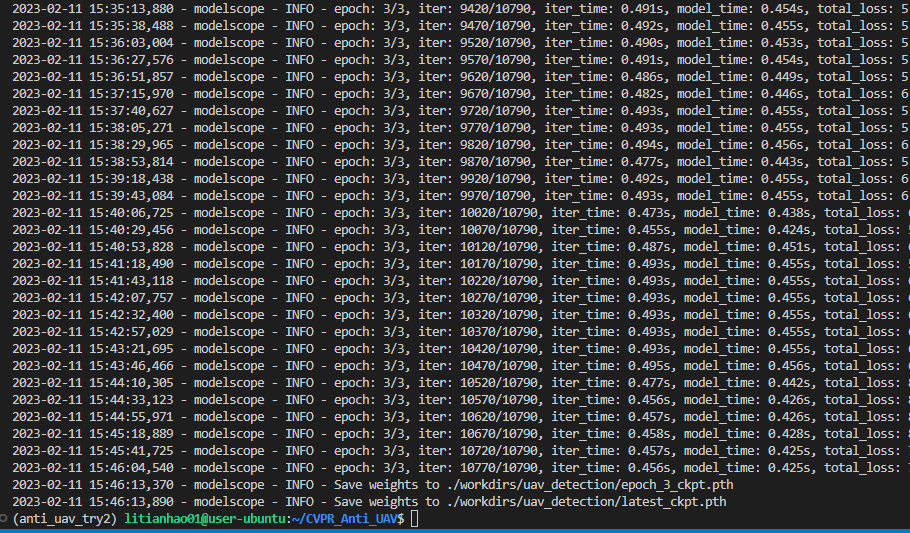 2023-02-11 15:35:13,880 - modelscope - INFO - epoch: 3/3, iter: 9420/10790, iter_time: 0.491s, model_time: 0.454s, total_loss: 5
2023-02-11 15:35:38,488 - modelscope - INFO - epoch: 3/3, iter: 9470/10790, iter_time: 0.492s, model_time: 0.455s, total_loss: 5
2023-02-11 15:36:03,004 - modelscope - INFO - epoch: 3/3, iter: 9520/10790, iter_time: 0.490s, model_time: 0.453s, total_loss: 5
2023-02-11 15:36:27,576 - modelscope - INFO - epoch: 3/3, iter: 9570/10790, iter_time: 0.491s, model_time: 0.454s, total_loss: 5
2023-02-11 15:36:51,857 - modelscope - INFO - epoch: 3/3, iter: 9620/10790, iter_time: 0.486s, model_time: 0.449s, total_loss: 5
2023-02-11 15:37:15,970 - modelscope - INFO - epoch: 3/3, iter: 9670/10790, iter_time: 0.482s, model_time: 0.446s, total_loss: 6
2023-02-11 15:37:40,627 - modelscope - INFO - epoch: 3/3, iter: 9720/10790, iter_time: 0.493s, model_time: 0.455s, total_loss: 5
2023-02-11 15:38:05,271 - modelscope - INFO - epoch: 3/3, iter: 9770/10790, iter_time: 0.493s, model_time: 0.455s, total_loss: 5
2023-02-11 15:38:29,965 - modelscope - INFO - epoch: 3/3, iter: 9820/10790, iter_time: 0.494s, model_time: 0.456s, total_loss: 6
2023-02-11 15:38:53,814 - modelscope - INFO - epoch: 3/3, iter: 9870/10790, iter_time: 0.477s, model_time: 0.443s, total_loss: 5
2023-02-11 15:39:18,438 - modelscope - INFO - epoch: 3/3, iter: 9920/10790, iter_time: 0.492s, model_time: 0.455s, total_loss: 6
2023-02-11 15:39:43,084 - modelscope - INFO - epoch: 3/3, iter: 9970/10790, iter_time: 0.493s, model_time: 0.455s, total_loss: 6
2023-02-11 15:40:06,725 - modelscope - INFO - epoch: 3/3, iter: 10020/10790, iter_time: 0.473s, model_time: 0.438s, total_loss:
2023-02-11 15:40:29,456 - modelscope - INFO - epoch: 3/3, iter: 10070/10790, iter_time: 0.455s, model_time: 0.424s, total_loss:
2023-02-11 15:40:53,828 - modelscope - INFO - epoch: 3/3, iter: 10120/10790, iter_time: 0.487s, model_time: 0.451s, total_loss:
2023-02-11 15:41:18,490 - modelscope - INFO - epoch: 3/3, iter: 10170/10790, iter_time: 0.493s, model_time: 0.455s, total_loss:
2023-02-11 15:41:43,118 - modelscope - INFO - epoch: 3/3, iter: 10220/10790, iter_time: 0.493s, model_time: 0.455s, total_loss:
2023-02-11 15:42:07,757 - modelscope - INFO - epoch: 3/3, iter: 10270/10790, iter_time: 0.493s, model_time: 0.455s, total_loss:
2023-02-11 15:42:32,400 - modelscope - INFO - epoch: 3/3, iter: 10320/10790, iter_time: 0.493s, model_time: 0.455s, total_loss:
2023-02-11 15:42:57,029 - modelscope - INFO - epoch: 3/3, iter: 10370/10790, iter_time: 0.493s, model_time: 0.455s, total_loss:
2023-02-11 15:43:21,695 - modelscope - INFO - epoch: 3/3, iter: 10420/10790, iter_time: 0.493s, model_time: 0.455s, total_loss:
2023-02-11 15:43:46,466 - modelscope - INFO - epoch: 3/3, iter: 10470/10790, iter_time: 0.495s, model_time: 0.456s, total_loss:
2023-02-11 15:44:10,305 - modelscope - INFO - epoch: 3/3, iter: 10520/10790, iter_time: 0.477s, model_time: 0.442s, total_loss:
2023-02-11 15:44:33,123 - modelscope - INFO - epoch: 3/3, iter: 10570/10790, iter_time: 0.456s, model_time: 0.426s, total_loss:
2023-02-11 15:44:55,971 - modelscope - INFO - epoch: 3/3, iter: 10620/10790, iter_time: 0.457s, model_time: 0.426s, total_loss:
2023-02-11 15:45:18,889 - modelscope - INFO - epoch: 3/3, iter: 10670/10790, iter_time: 0.458s, model_time: 0.428s, total_loss:
2023-02-11 15:45:41,725 - modelscope - INFO - epoch: 3/3, iter: 10720/10790, iter_time: 0.457s, model_time: 0.425s, total_loss:
2023-02-11 15:46:04,540 - modelscope - INFO - epoch: 3/3, iter: 10770/10790, iter_time: 0.456s, model_time: 0.425s, total_loss:
2023-02-11 15:46:13,370 - modelscope - INFO - Save weights to ./workdirs/uav_detection/epoch_3_ckpt.pth
2023-02-11 15:46:13,890 - modelscope - INFO - Save weights to ./workdirs/uav_detection/latest_ckpt.pth
(anti_uav_try2) litianhao01@user-ubuntu:~/CVPR_Anti_UAV$